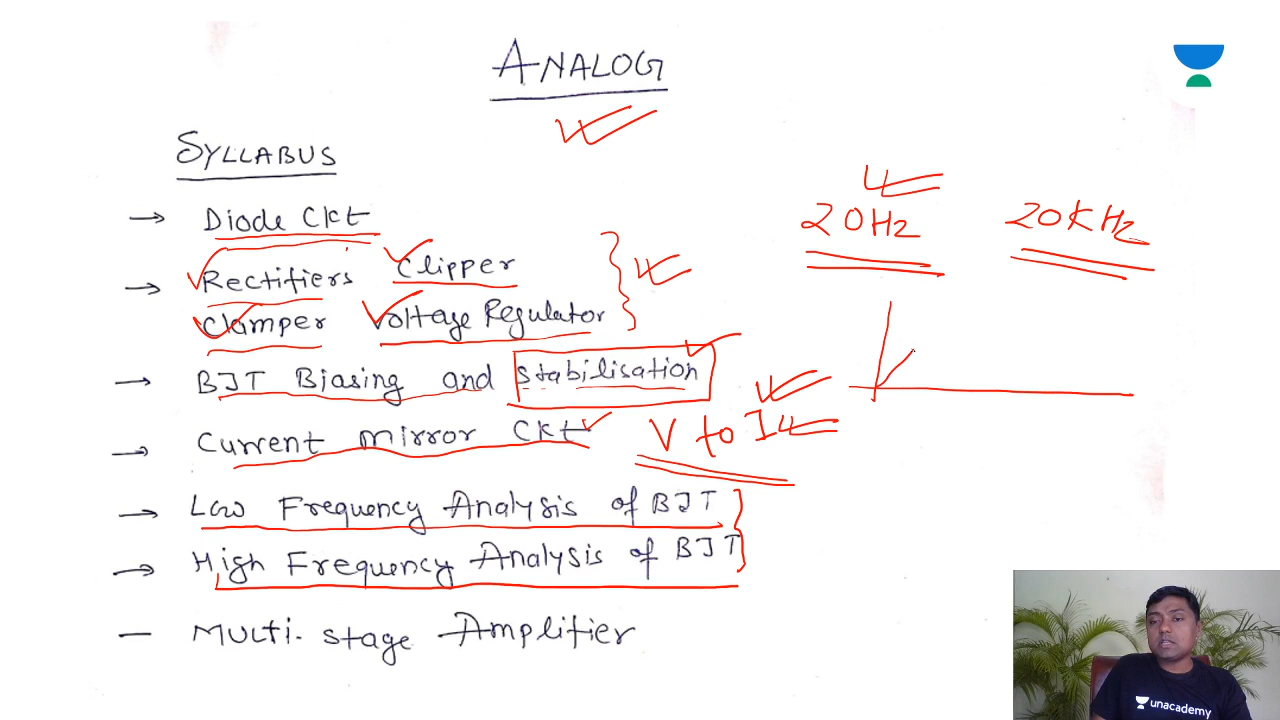 ANALOG
SYLLABUS
→ Diode Ckt
→ Rectifiers Clipper
Clamper Voltage Regulator
→ BJT Biasing and Stabilisation
→ Current mirror Ckt
V to I
→ Low Frequency Analysis of BJT
→ High Frequency Analysis of BJT
— Multi-stage Amplifier
20Hz 20KHz
unacademy